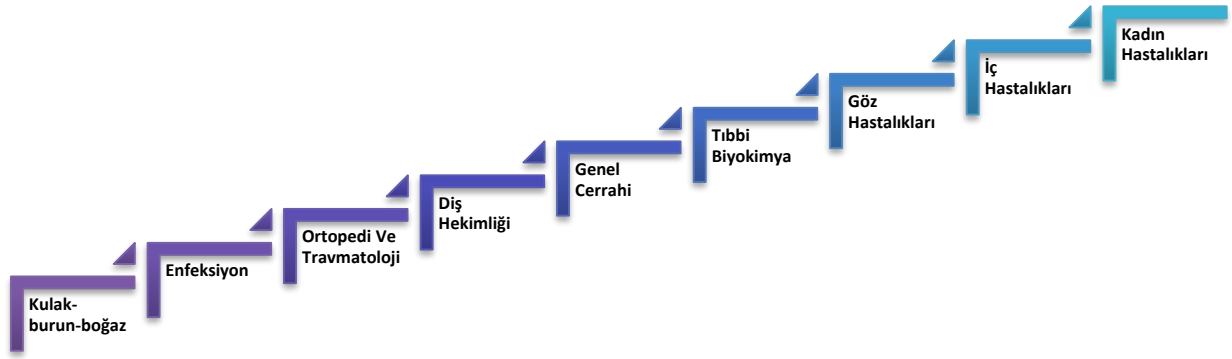 Kulak-
burun-boğaz
Enfeksiyon
Ortopedi Ve
Travmatoloji
Diş
Hekimliği
Genel
Cerrahi
Tıbbi
Biyokimya
Göz
Hastalıkları
İç
Hastalıkları
Kadın
Hastalıkları